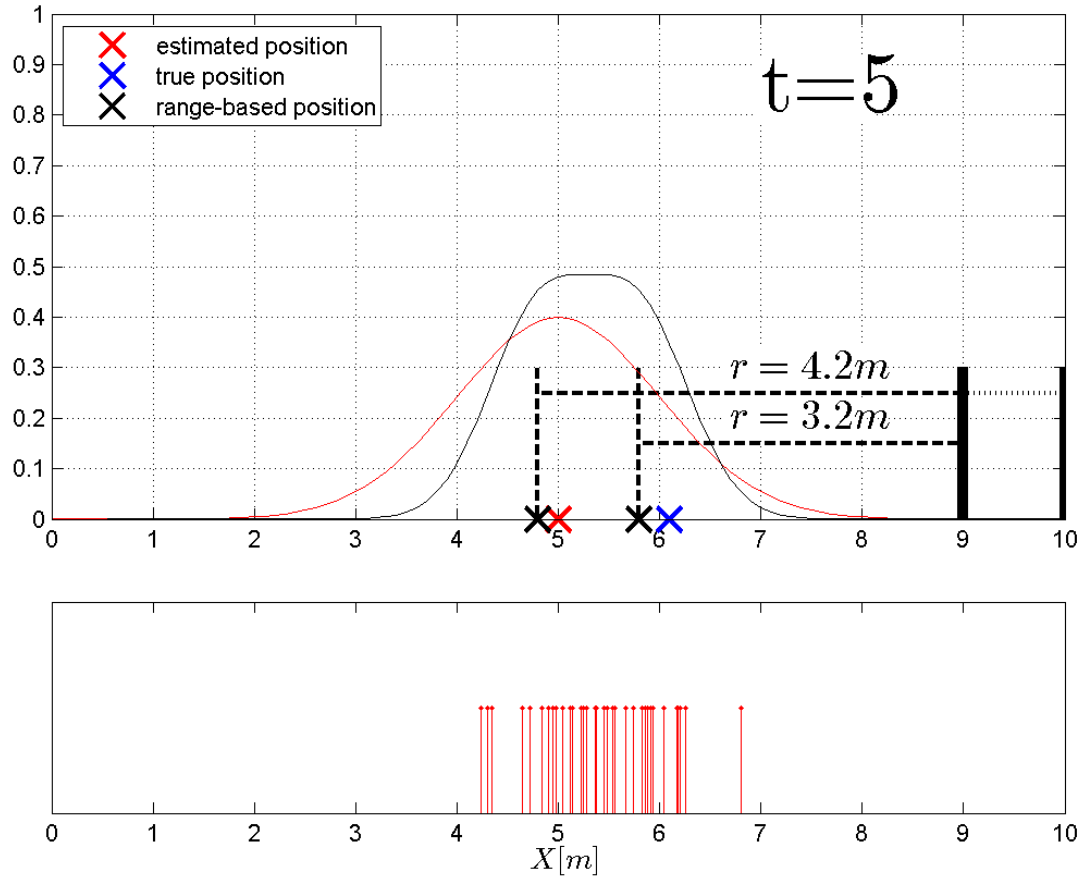 1
0.9
0.8
0.7
0.6
0.5
0.4
0.3
0.2
0.1
0
estimated position
true position
range-based position
t=5
r = 4.2m
r = 3.2m
0 1 2 3 4 5 6 7 8 9 10
0 1 2 3 4 5 6 7 8 9 10
X[m]